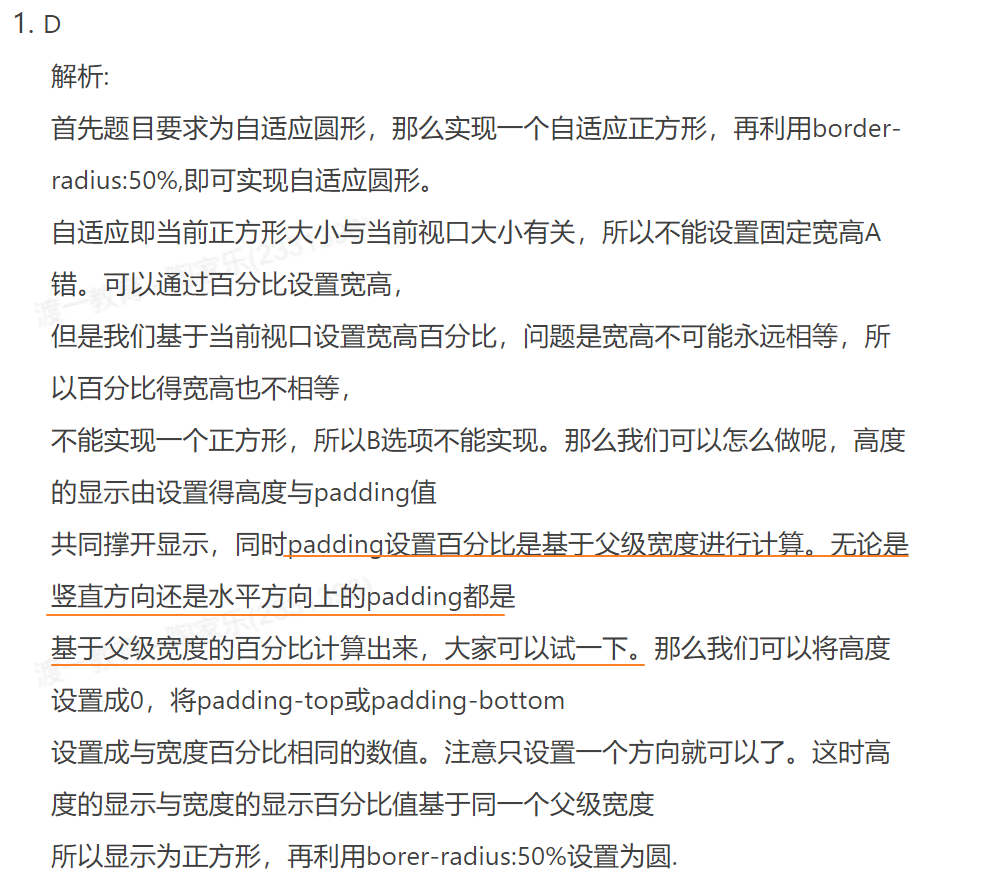 1. D
解析:
首先题目要求为自适应圆形，那么实现一个自适应正方形，再利用border-
radius:50%,即可实现自适应圆形。
自适应即当前正方形大小与当前视口大小有关，所以不能设置固定宽高A
错。可以通过百分比设置宽高，
但是我们基于当前视口设置宽高百分比，问题是宽高不可能永远相等，所
以百分比得宽高也不相等，
不能实现一个正方形，所以B选项不能实现。那么我们可以怎么做呢，高度
的显示由设置得高度与padding值
共同撑开显示，同时padding设置百分比是基于父级宽度进行计算。无论是
竖直方向还是水平方向上的padding都是
基于父级宽度的百分比计算出来，大家可以试一下。那么我们可以将高度
设置成0，将padding-top或padding-bottom
设置成与宽度百分比相同的数值。注意只设置一个方向就可以了。这时高
度的显示与宽度的显示百分比值基于同一个父级宽度
所以显示为正方形，再利用borer-radius:50%设置为圆.